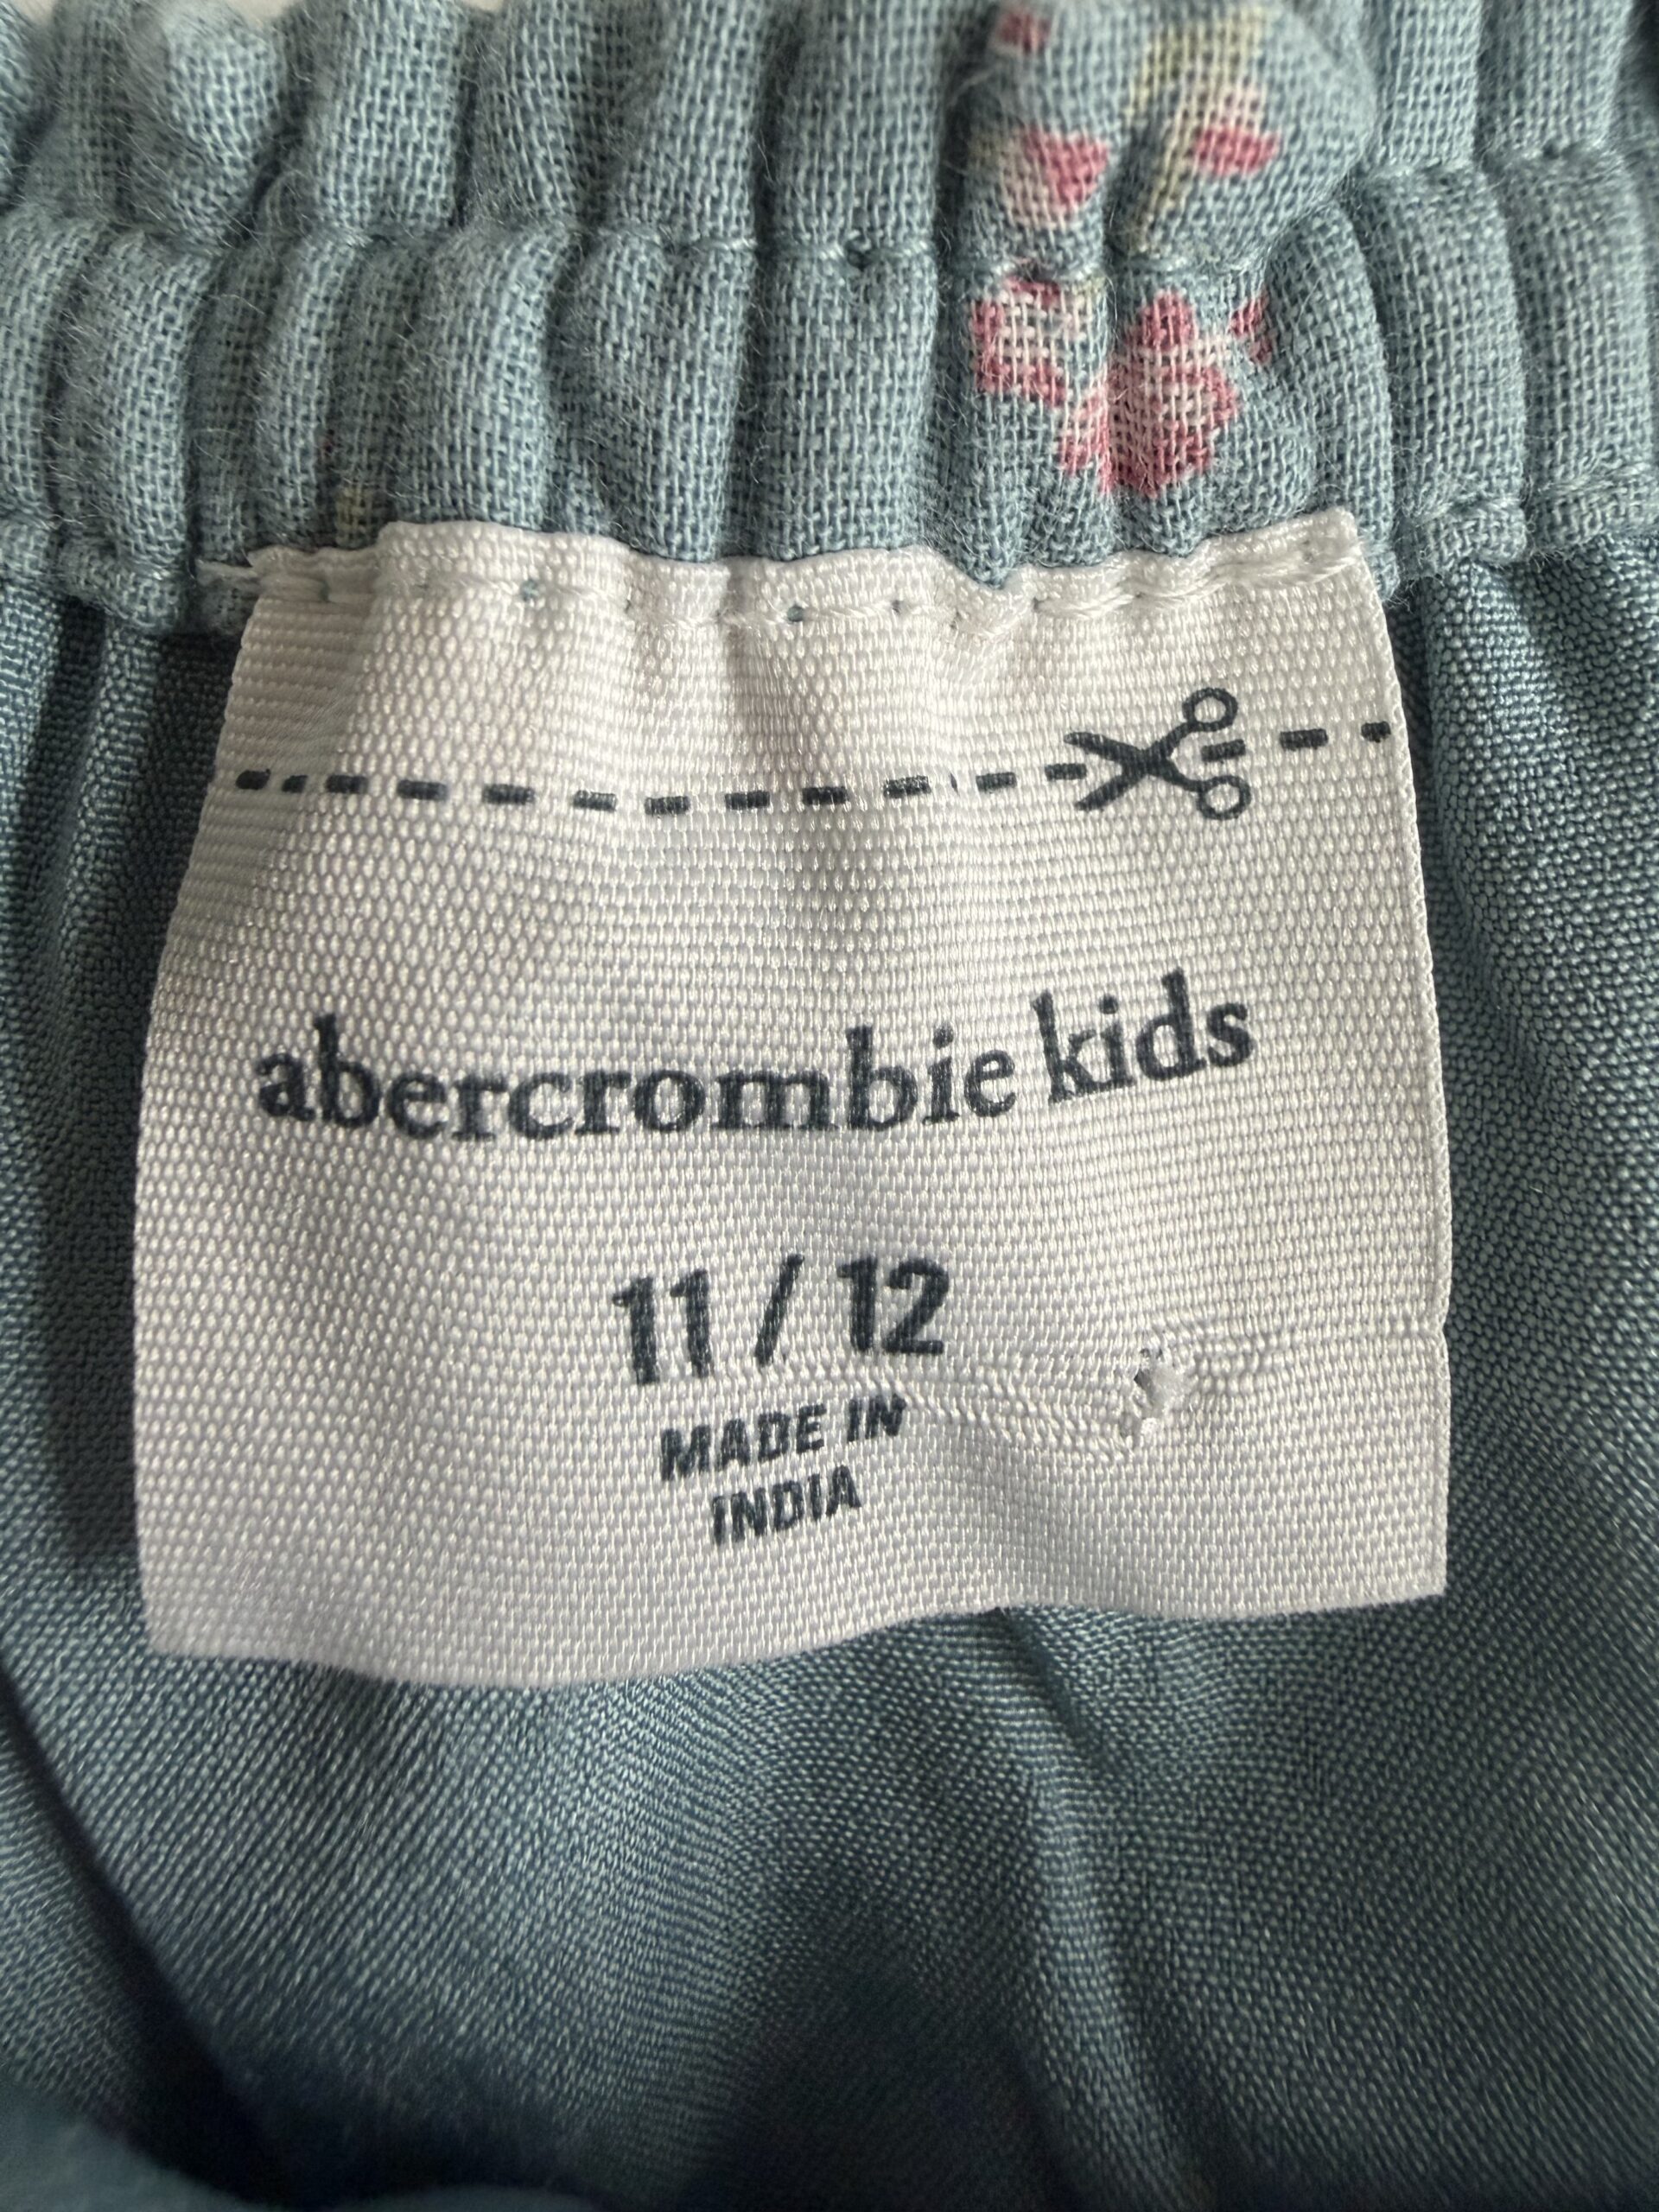 abercrombie kids
11 / 12
MADE IN
INDIA